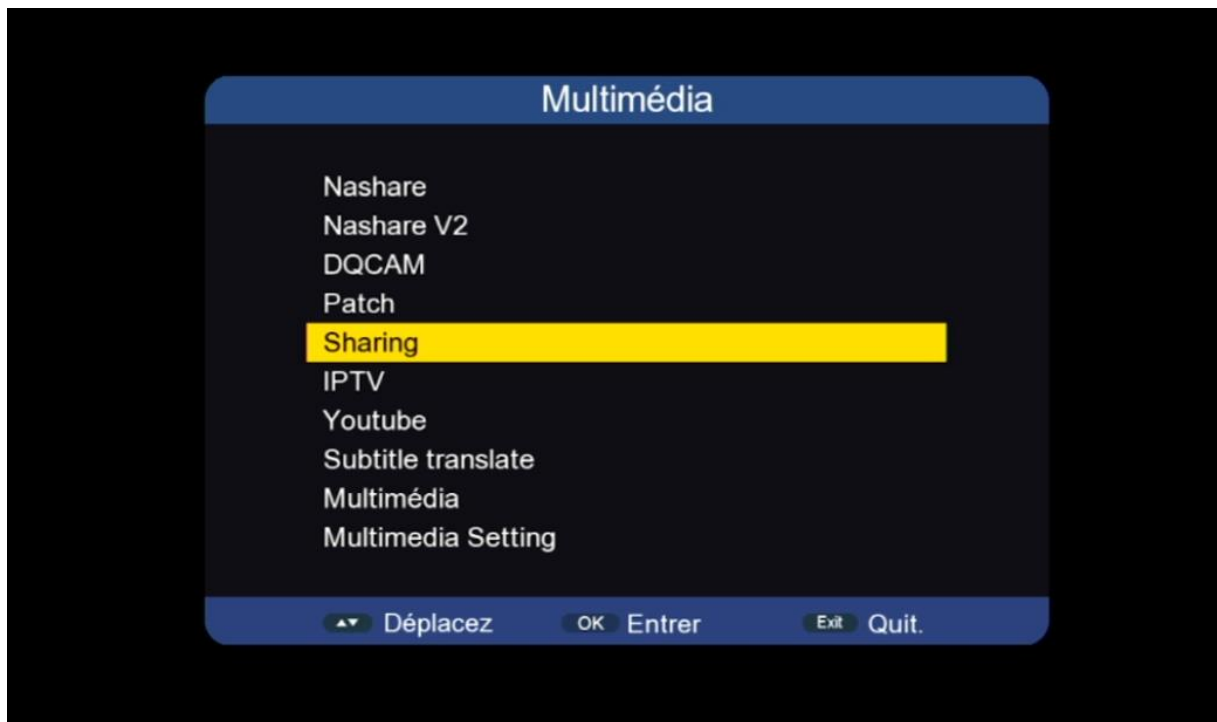 Multimédia
Nashare
Nashare V2
DQCAM
Patch
Sharing
IPTV
Youtube
Subtitle translate
Multimédia
Multimedia Setting
Déplacez OK Entrer Exit Quit.